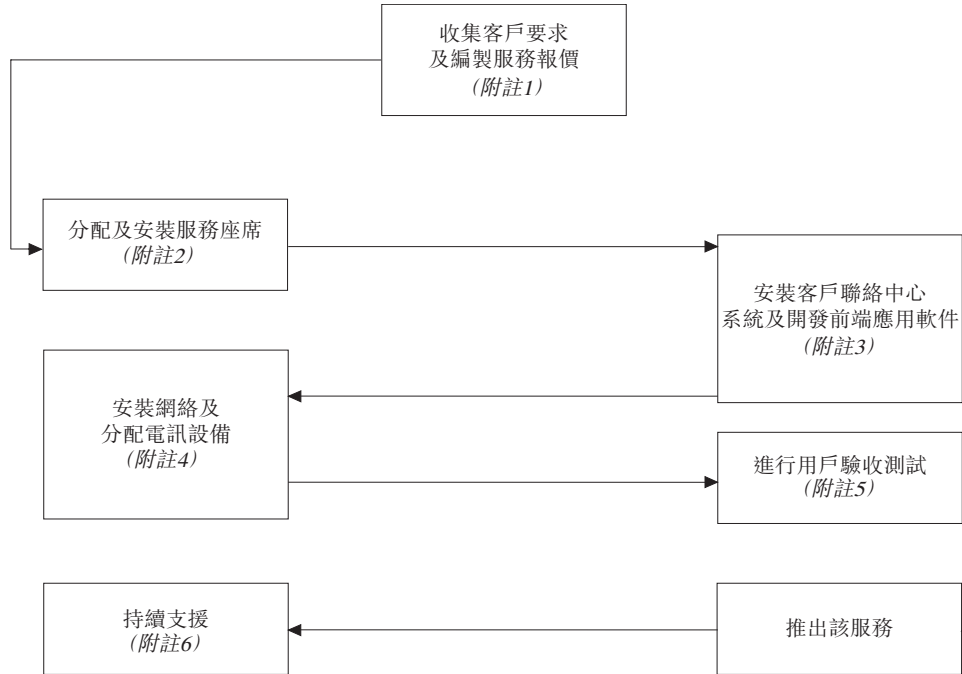 收集客戶要求
及編製服務報價
(附註1)
分配及安裝服務座席
(附註2)
安裝客戶聯絡中心
系統及開發前端應用軟件
(附註3)
安裝網絡及
分配電訊設備
(附註4)
進行用戶驗收測試
(附註5)
推出該服務
持續支援
(附註6)